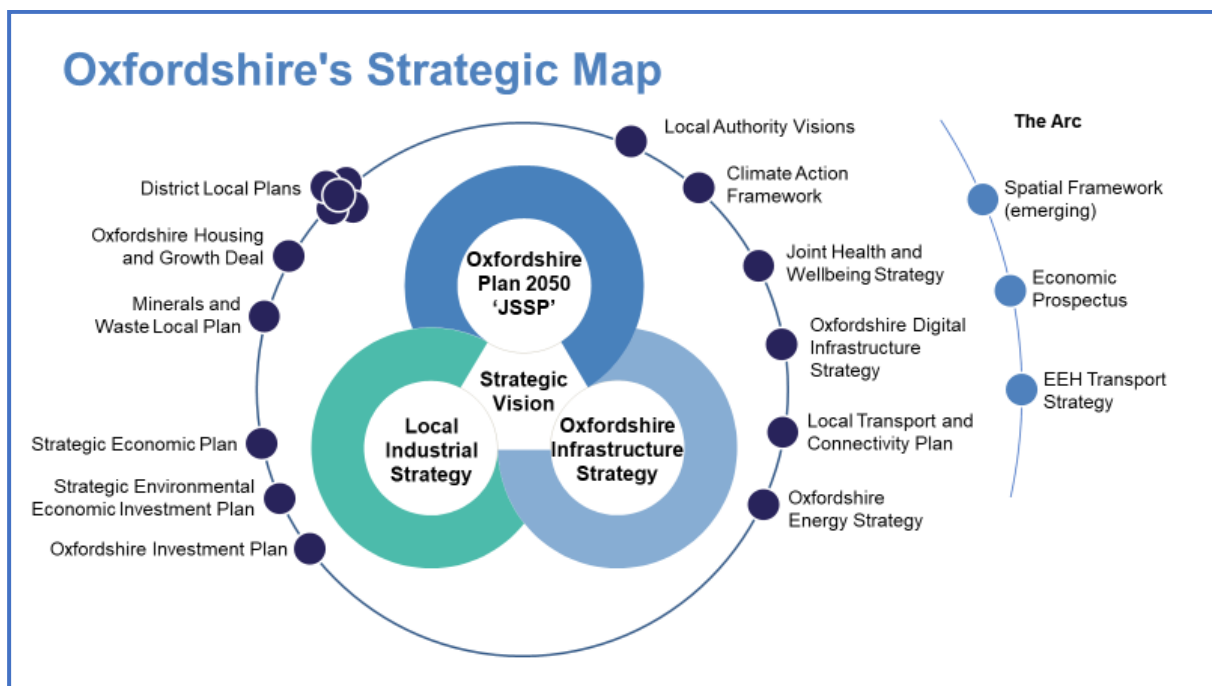 Oxfordshire's Strategic Map
District Local Plans
Oxfordshire Housing
and Growth Deal
Minerals and
Waste Local Plan
Strategic Economic Plan
Strategic Environmental
Economic Investment Plan
Oxfordshire Investment Plan
Oxfordshire
Plan 2050
‘JSSP’
Strategic
Vision
Local
Industrial
Strategy
Oxfordshire
Infrastructure
Strategy
Local Authority Visions
Climate Action
Framework
Joint Health and
Wellbeing Strategy
Oxfordshire Digital
Infrastructure
Strategy
Local Transport and
Connectivity Plan
Oxfordshire
Energy Strategy
The Arc
Spatial Framework
(emerging)
Economic
Prospectus
EEH Transport
Strategy